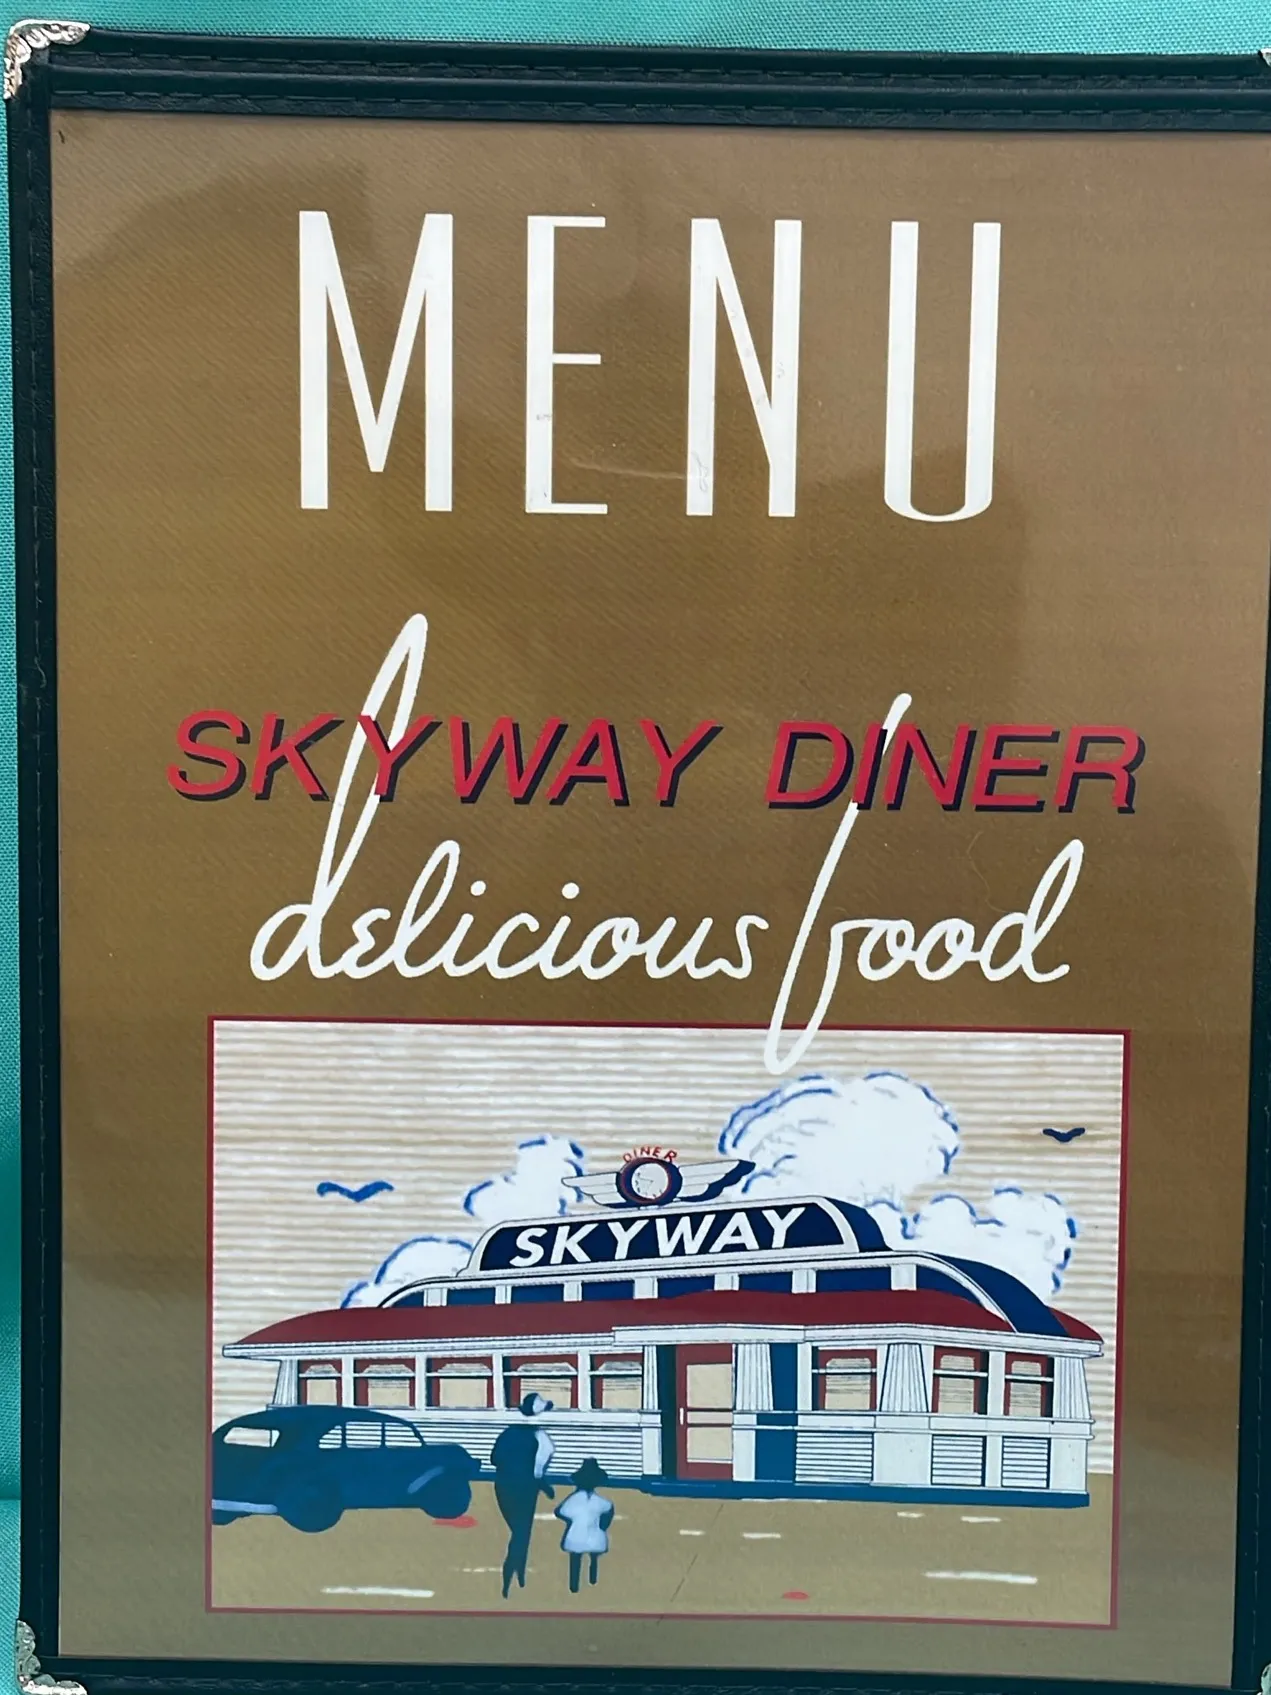 MENU
SKYWAY DINER
delicious food
DINER
SKYWAY